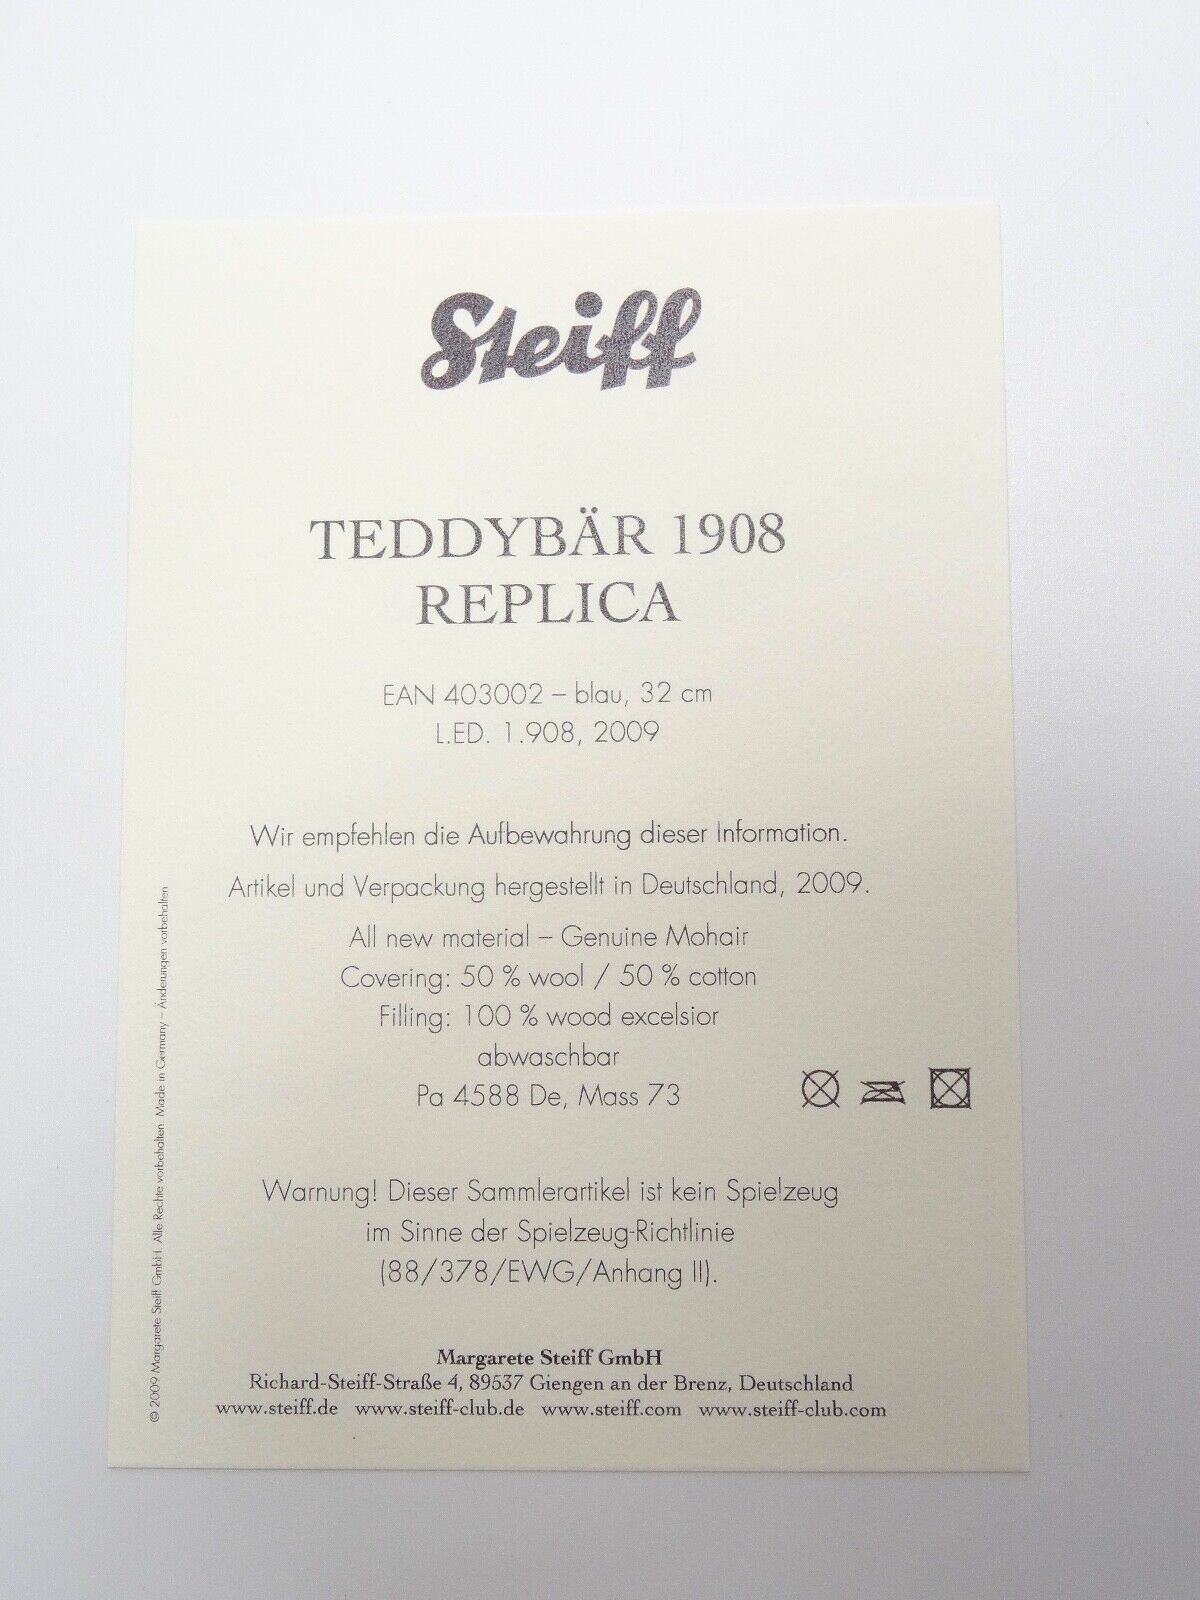 Steiff
TEDDYBÄR 1908
REPLICA
EAN 403002 – blau, 32 cm
L.ED. 1.908, 2009
Wir empfehlen die Aufbewahrung dieser Information.
Artikel und Verpackung hergestellt in Deutschland, 2009.
All new material – Genuine Mohair
Covering: 50 % wool / 50 % cotton
Filling: 100 % wood excelsior
abwaschbar
Pa 4588 De, Mass 73
Warnung! Dieser Sammlerartikel ist kein Spielzeug
im Sinne der Spielzeug-Richtlinie
(88/378/EWG/Anhang II).
Margarete Steiff GmbH
Richard-Steiff-Straße 4, 89537 Giengen an der Brenz, Deutschland
www.steiff.de www.steiff-club.de www.steiff.com www.steiff-club.com
© 2009 Margarete Steiff GmbH. Alle Rechte vorbehalten. Made in Germany – Änderungen vorbehalten